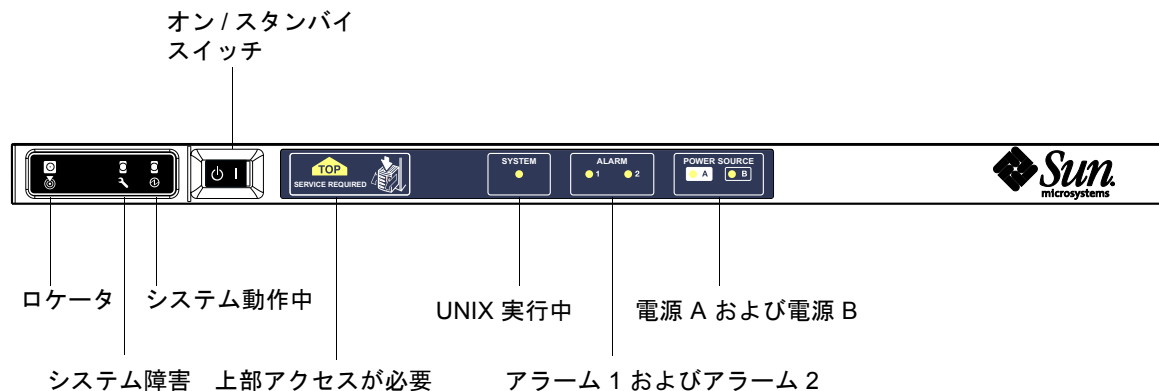 オン / スタンバイ
スイッチ
TOP
SERVICE REQUIRED
SYSTEM
ALARM
1 2
POWER SOURCE
A B
Sun.
microsystems
ロケータ システム動作中
UNIX 実行中
電源 A および電源 B
システム障害 上部アクセスが必要
アラーム 1 およびアラーム 2